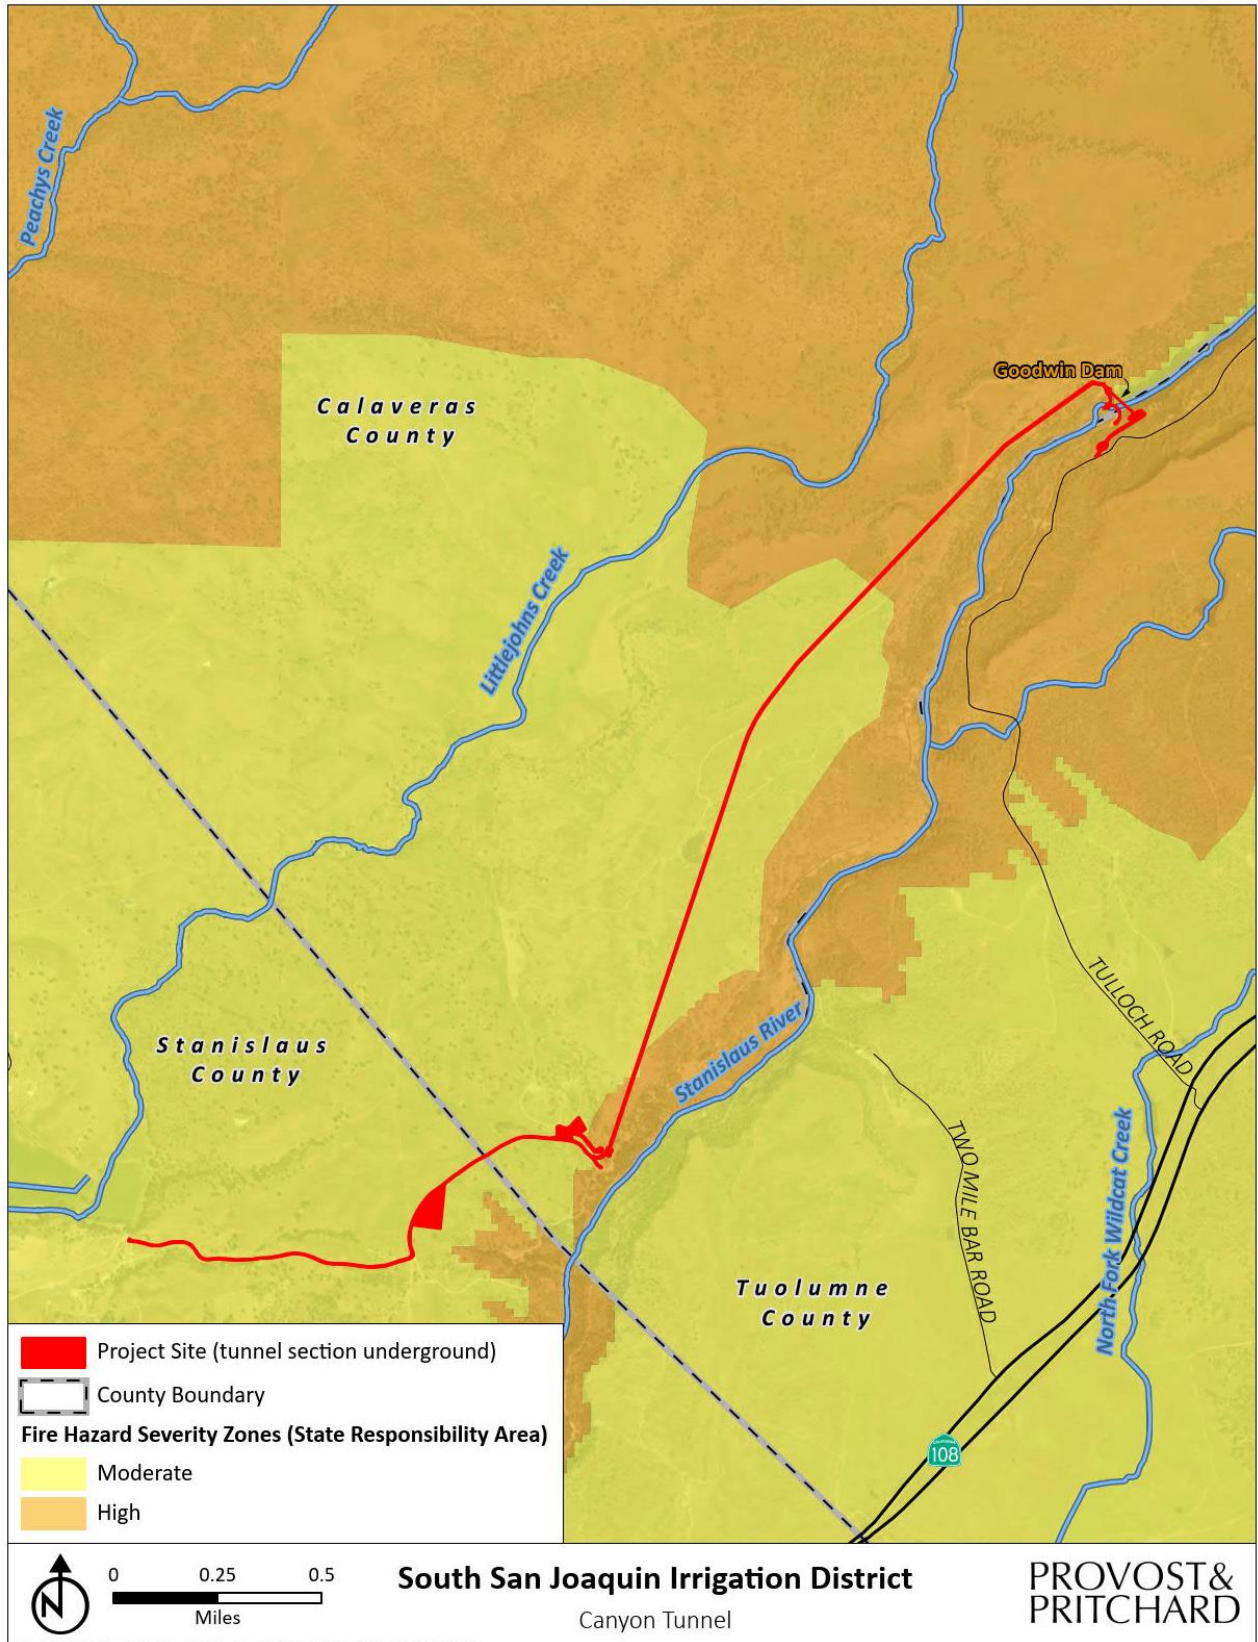 Peachys Creek
Goodwin Dam
Calaveras
County
Littlejohns Creek
Stanislaus
County
Stanislaus River
TULLOCH ROAD
TWO MILE BAR ROAD
North Fork Wildcat Creek
Tuolumne
County
CALIFORNIA
108
Project Site (tunnel section underground)
County Boundary
Fire Hazard Severity Zones (State Responsibility Area)
Moderate
High
N
0 0.25 0.5
Miles
South San Joaquin Irrigation District
Canyon Tunnel
PROVOST&
PRITCHARD